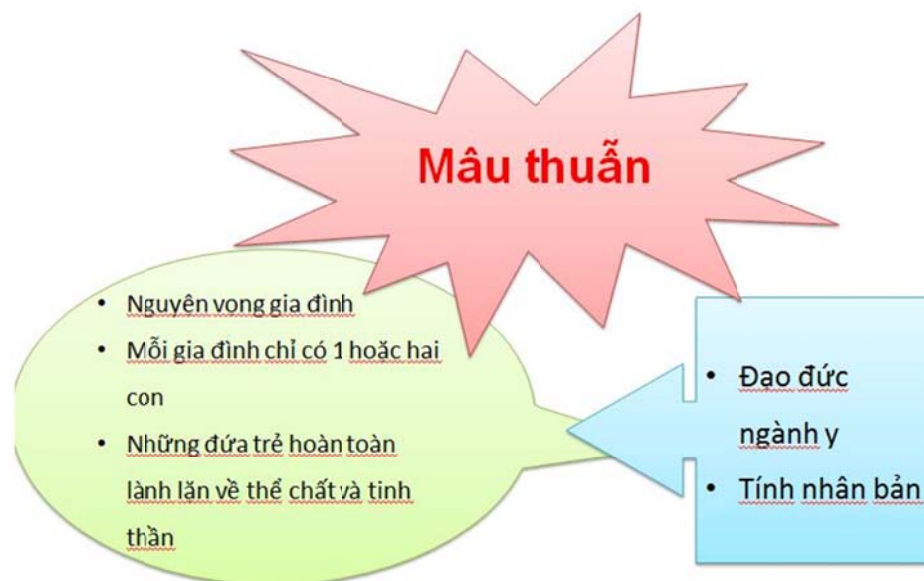 Mâu thuẫn
• Nguyên vọng gia đình
• Mỗi gia đình chỉ có 1 hoặc hai
con
• Những đứa trẻ hoàn toàn
lành lặn về thể chất và tinh
thần
• Đạo đức
ngành y
• Tính nhân bản